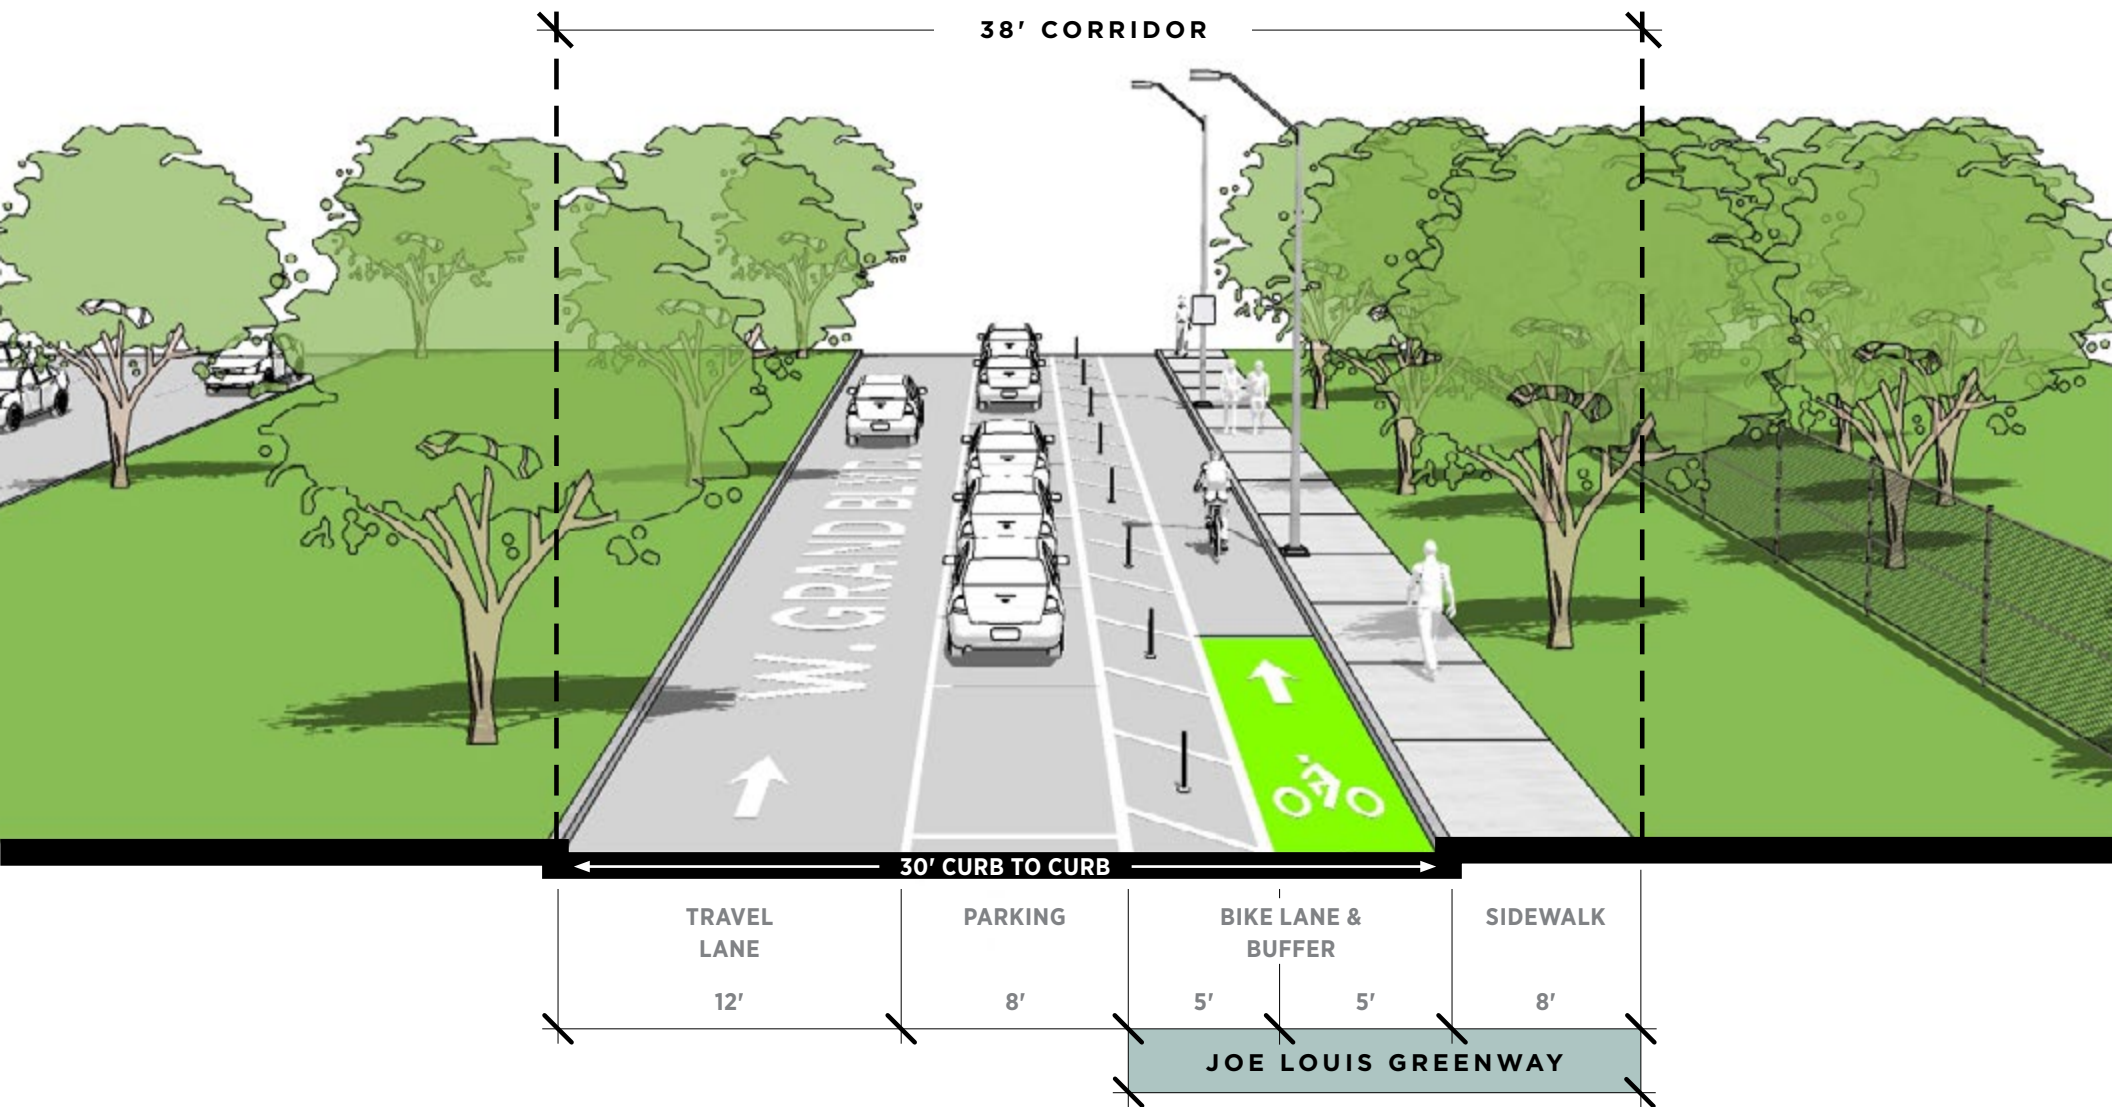 38' CORRIDOR
W. GRAND BLVD.
30' CURB TO CURB
TRAVEL
LANE
PARKING
BIKE LANE &
BUFFER
SIDEWALK
12'
8'
5'
5'
8'
JOE LOUIS GREENWAY